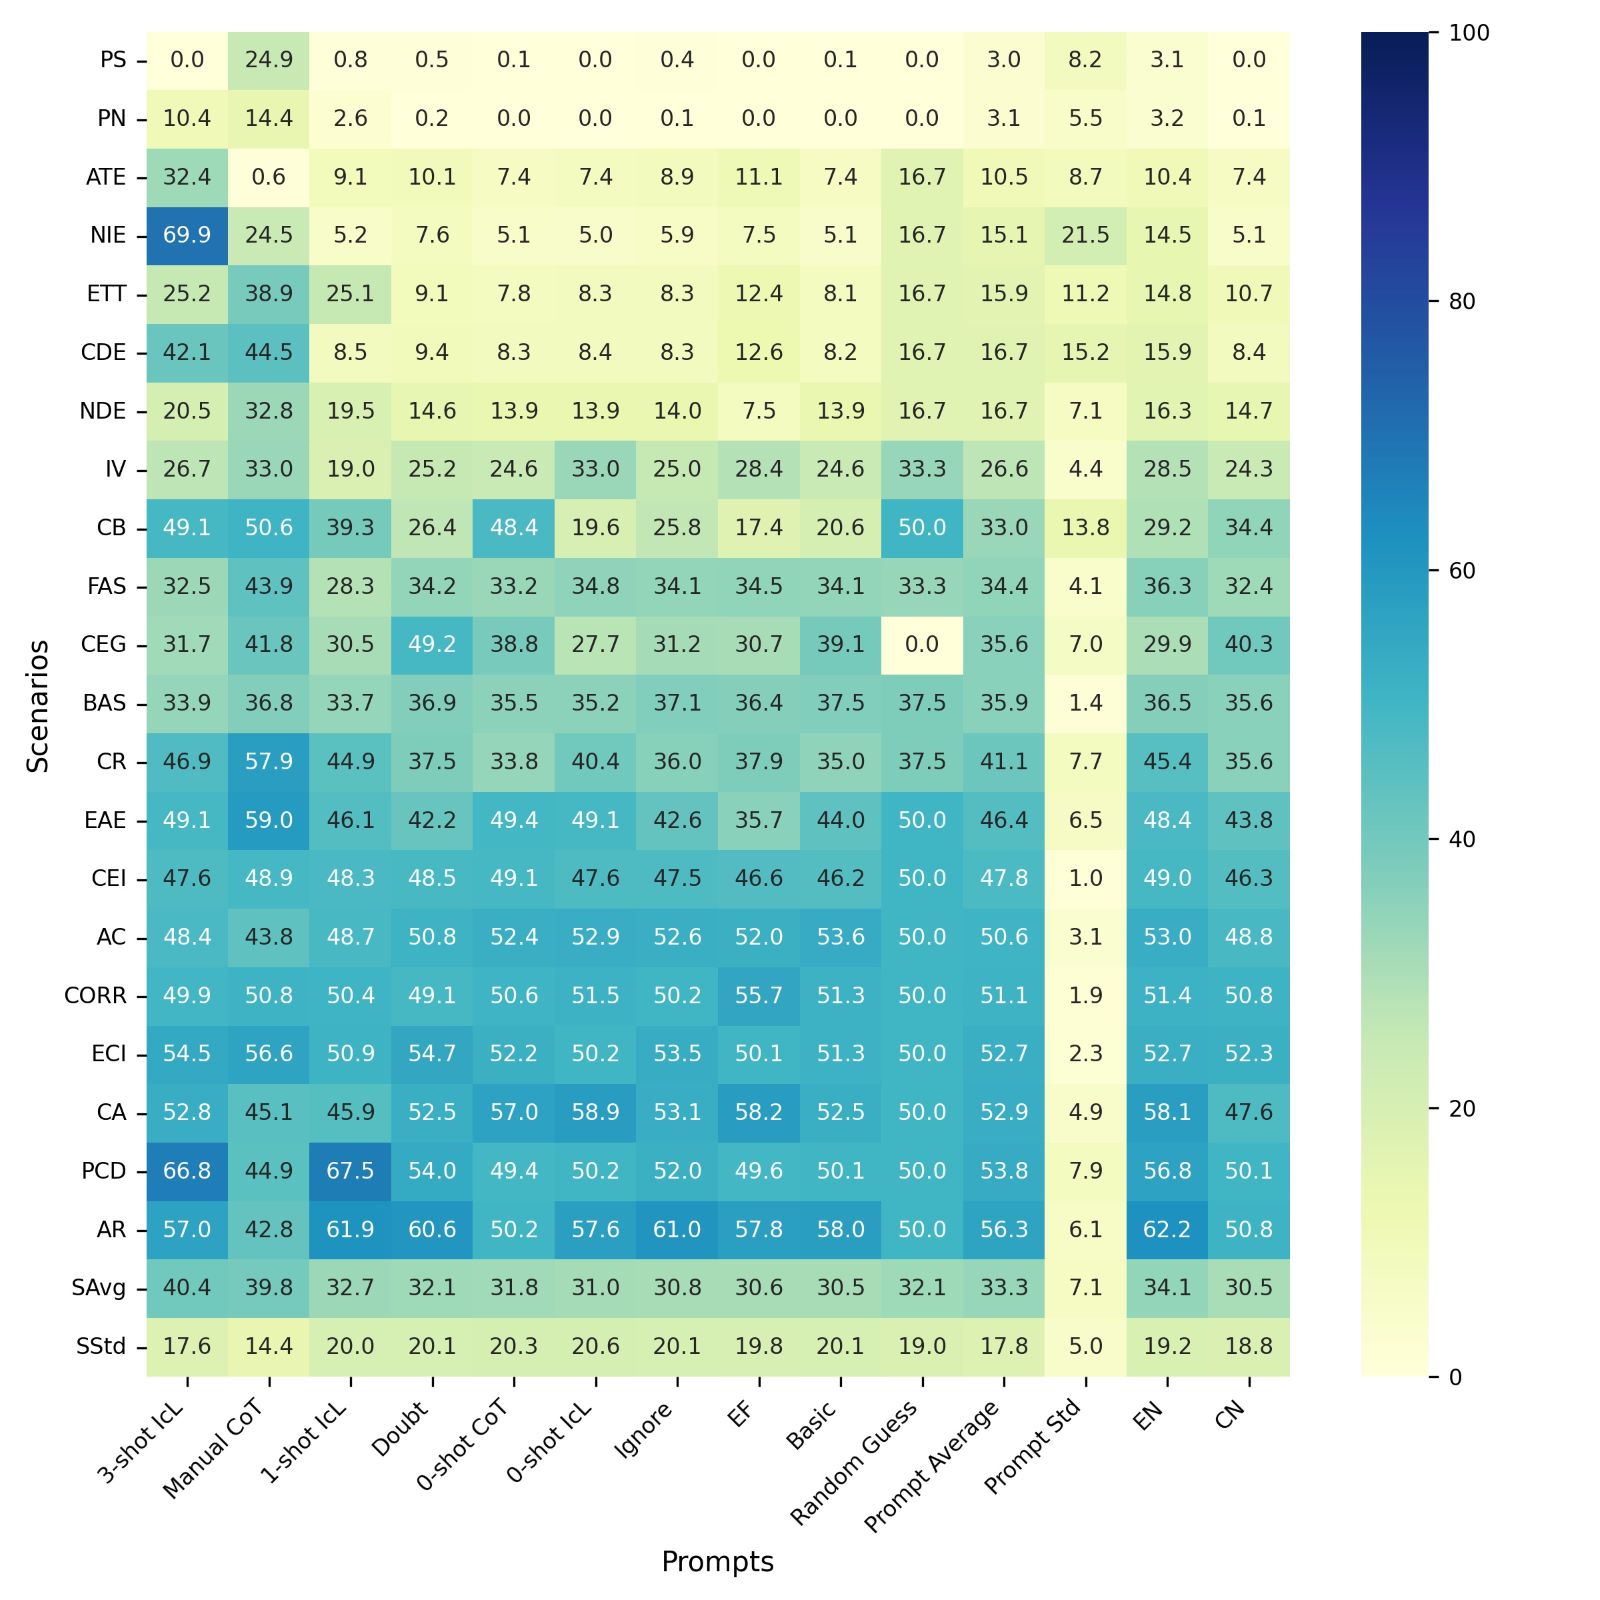 PS 0.0 24.9 0.8 0.5 0.1 0.0 0.4 0.0 0.1 0.0 3.0 8.2 3.1 0.0
PN 10.4 14.4 2.6 0.2 0.0 0.0 0.1 0.0 0.0 0.0 3.1 5.5 3.2 0.1
ATE 32.4 0.6 9.1 10.1 7.4 7.4 8.9 11.1 7.4 16.7 10.5 8.7 10.4 7.4
NIE 69.9 24.5 5.2 7.6 5.1 5.0 5.9 7.5 5.1 16.7 15.1 21.5 14.5 5.1
ETT 25.2 38.9 25.1 9.1 7.8 8.3 8.3 12.4 8.1 16.7 15.9 11.2 14.8 10.7
CDE 42.1 44.5 8.5 9.4 8.3 8.4 8.3 12.6 8.2 16.7 16.7 15.2 15.9 8.4
NDE 20.5 32.8 19.5 14.6 13.9 13.9 14.0 7.5 13.9 16.7 16.7 7.1 16.3 14.7
IV 26.7 33.0 19.0 25.2 24.6 33.0 25.0 28.4 24.6 33.3 26.6 4.4 28.5 24.3
CB 49.1 50.6 39.3 26.4 48.4 19.6 25.8 17.4 20.6 50.0 33.0 13.8 29.2 34.4
FAS 32.5 43.9 28.3 34.2 33.2 34.8 34.1 34.5 34.1 33.3 34.4 4.1 36.3 32.4
CEG 31.7 41.8 30.5 49.2 38.8 27.7 31.2 30.7 39.1 0.0 35.6 7.0 29.9 40.3
BAS 33.9 36.8 33.7 36.9 35.5 35.2 37.1 36.4 37.5 37.5 35.9 1.4 36.5 35.6
CR 46.9 57.9 44.9 37.5 33.8 40.4 36.0 37.9 35.0 37.5 41.1 7.7 45.4 35.6
EAE 49.1 59.0 46.1 42.2 49.4 49.1 42.6 35.7 44.0 50.0 46.4 6.5 48.4 43.8
CEI 47.6 48.9 48.3 48.5 49.1 47.6 47.5 46.6 46.2 50.0 47.8 1.0 49.0 46.3
AC 48.4 43.8 48.7 50.8 52.4 52.9 52.6 52.0 53.6 50.0 50.6 3.1 53.0 48.8
CORR 49.9 50.8 50.4 49.1 50.6 51.5 50.2 55.7 51.3 50.0 51.1 1.9 51.4 50.8
ECI 54.5 56.6 50.9 54.7 52.2 50.2 53.5 50.1 51.3 50.0 52.7 2.3 52.7 52.3
CA 52.8 45.1 45.9 52.5 57.0 58.9 53.1 58.2 52.5 50.0 52.9 4.9 58.1 47.6
PCD 66.8 44.9 67.5 54.0 49.4 50.2 52.0 49.6 50.1 50.0 53.8 7.9 56.8 50.1
AR 57.0 42.8 61.9 60.6 50.2 57.6 61.0 57.8 58.0 50.0 56.3 6.1 62.2 50.8
SAvg 40.4 39.8 32.7 32.1 31.8 31.0 30.8 30.6 30.5 32.1 33.3 7.1 34.1 30.5
SStd 17.6 14.4 20.0 20.1 20.3 20.6 20.1 19.8 20.1 19.0 17.8 5.0 19.2 18.8
3-shot IcL
Manual CoT
1-shot IcL
Doubt
0-shot CoT
0-shot IcL
Ignore
EF
Basic
Random Guess
Prompt Average
Prompt Std
EN
CN
Prompts
Scenarios
100
80
60
40
20
0